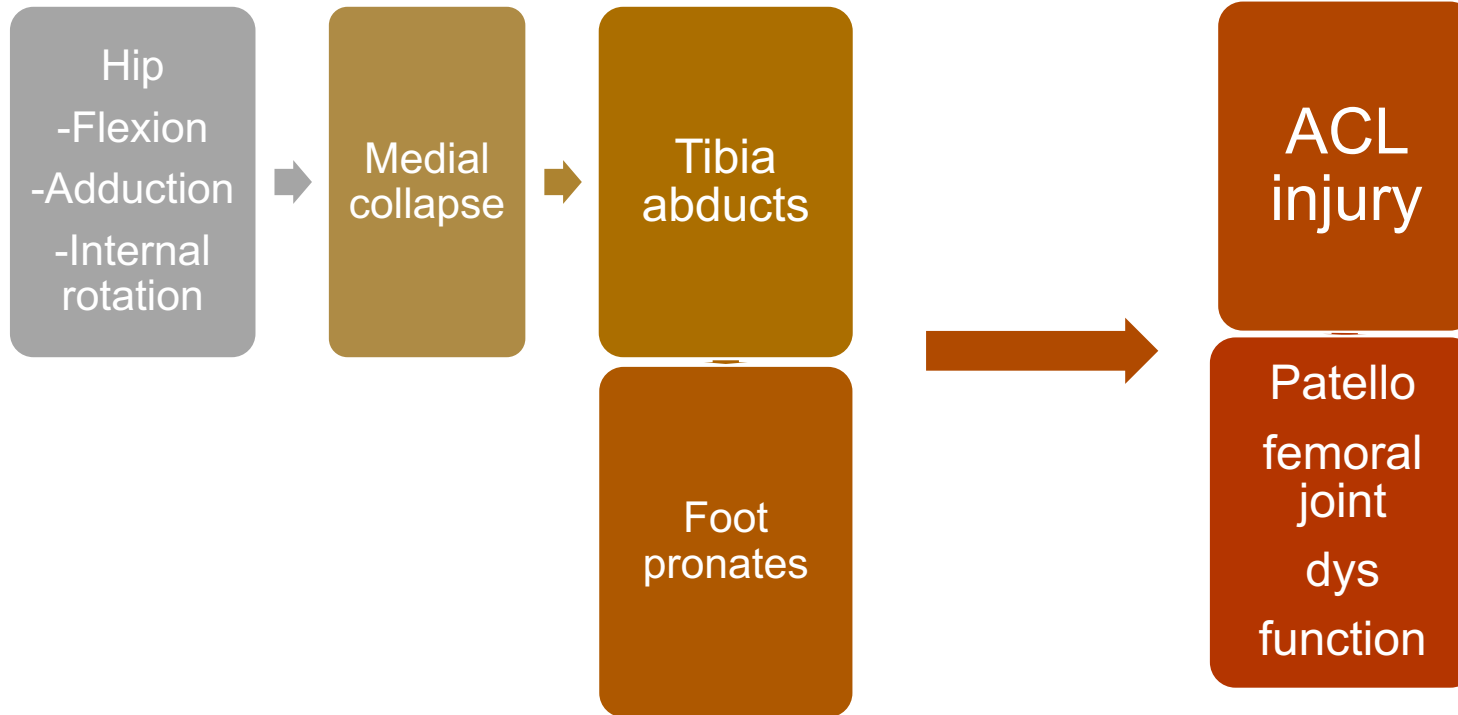 Hip
-Flexion
-Adduction
-Internal
rotation
Medial
collapse
Tibia
abducts
Foot
pronates
ACL
injury
Patello
femoral
joint
dys
function